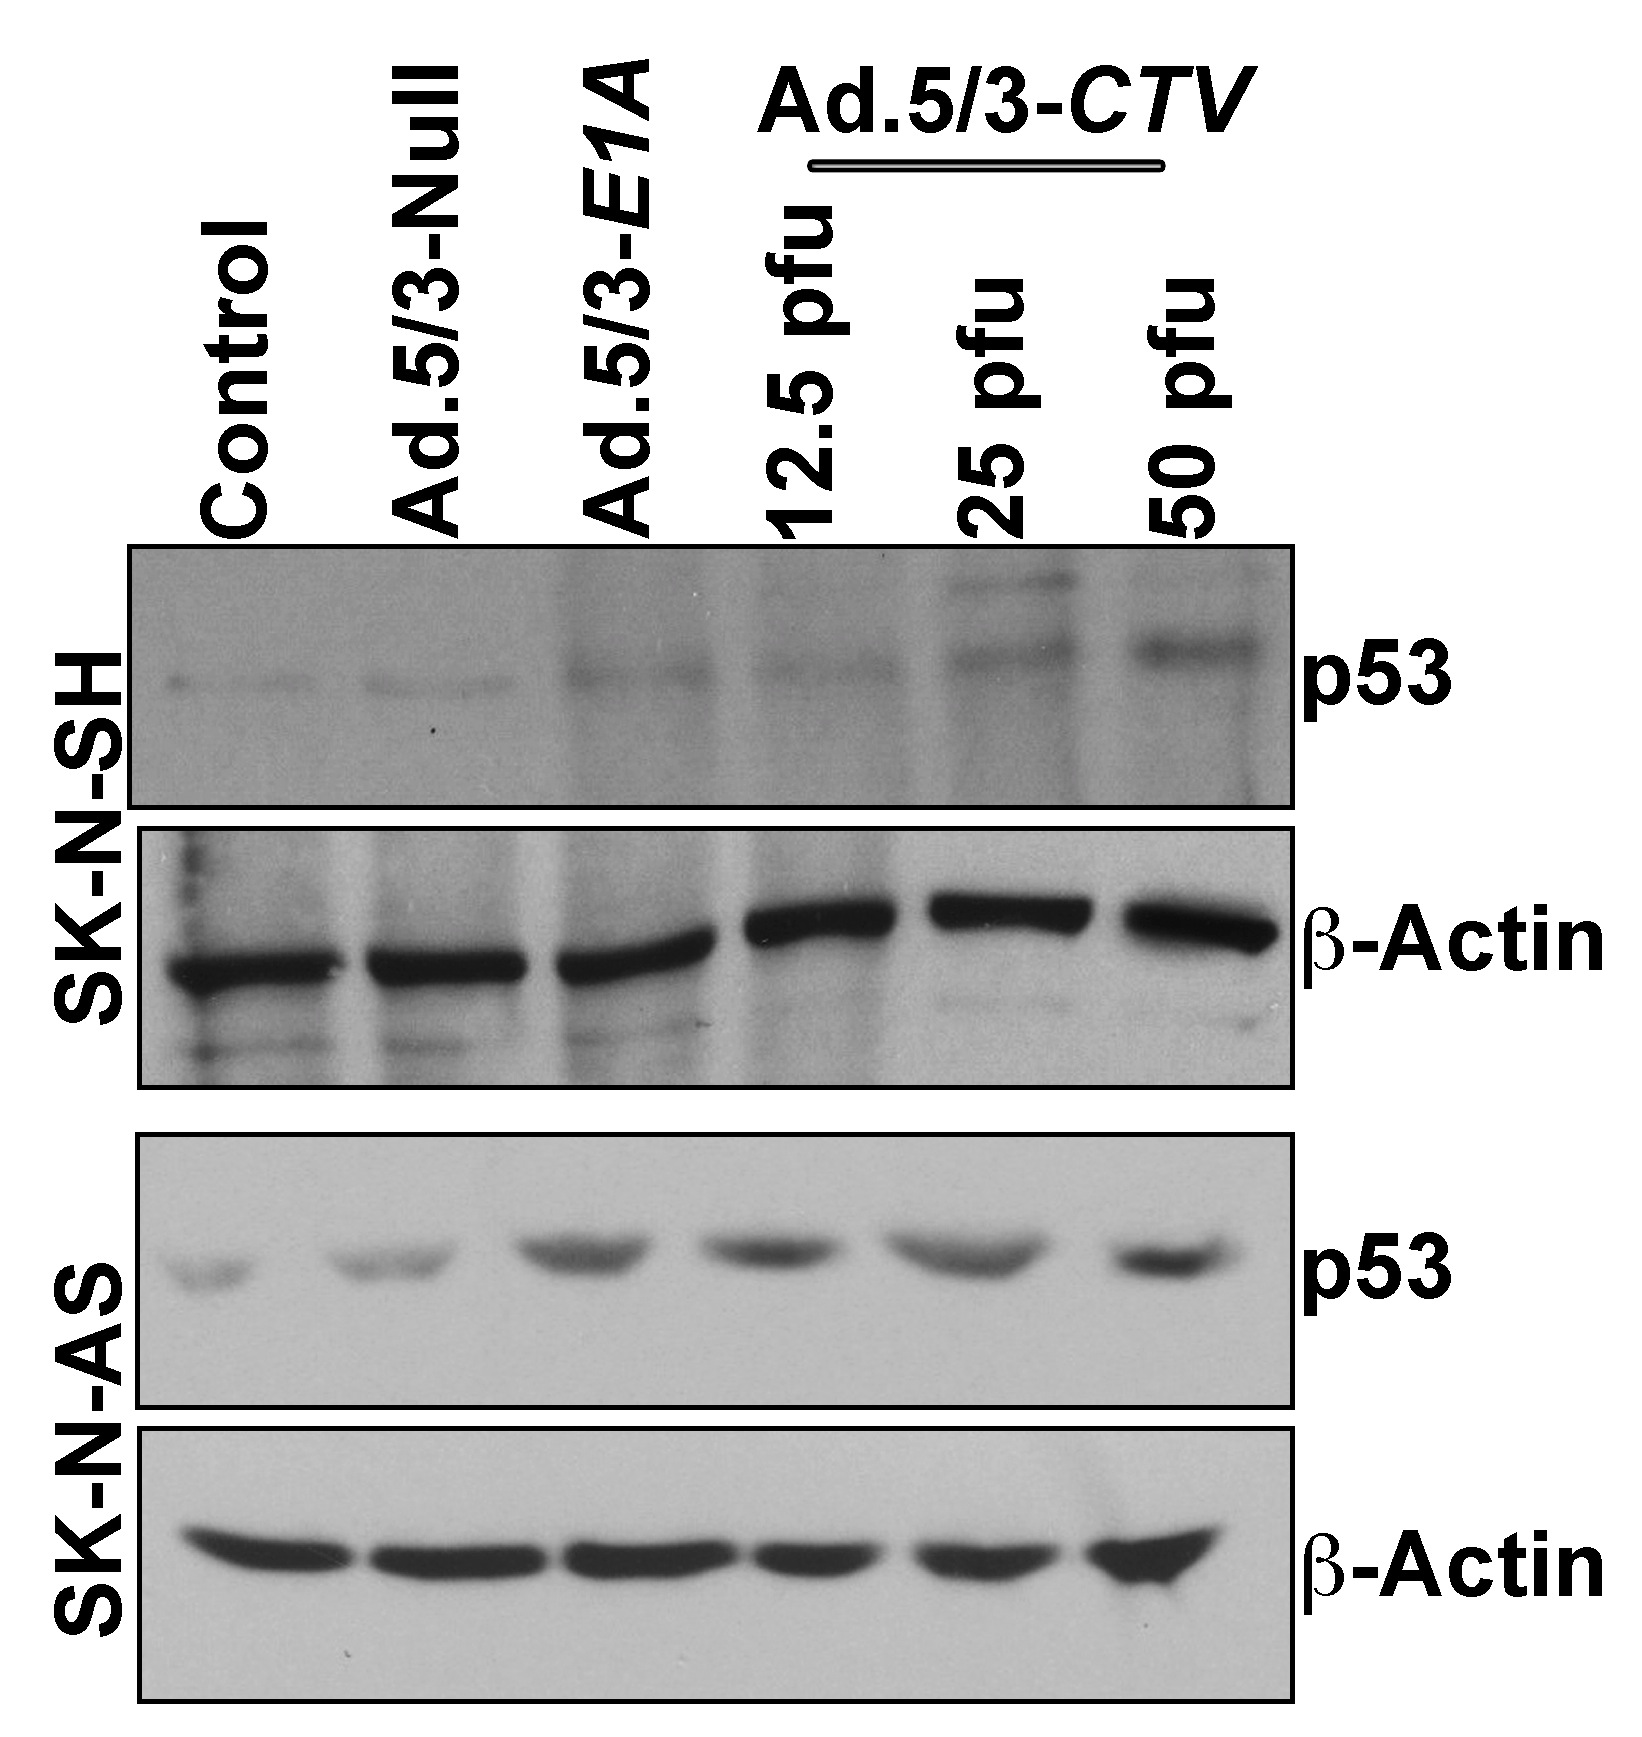 Ad.5/3-CTV
Control
Ad.5/3-Null
Ad.5/3-E1A
12.5 pfu
25 pfu
50 pfu
SK-N-SH
p53
β-Actin
SK-N-AS
p53
β-Actin